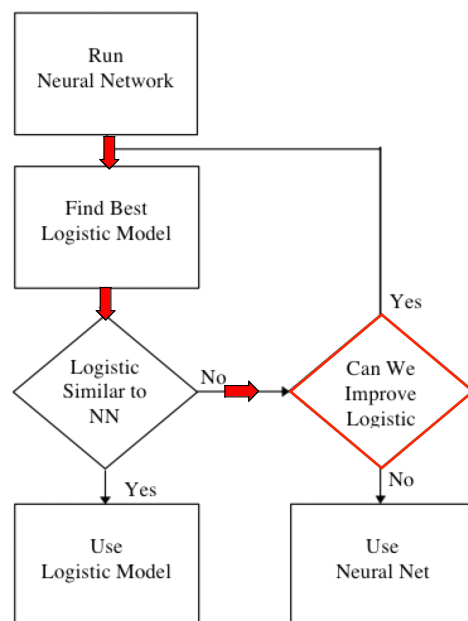 Run
Neural Network
Find Best
Logistic Model
Yes
Logistic
Similar to
NN
No
Can We
Improve
Logistic
Yes
No
Use
Logistic Model
Use
Neural Net